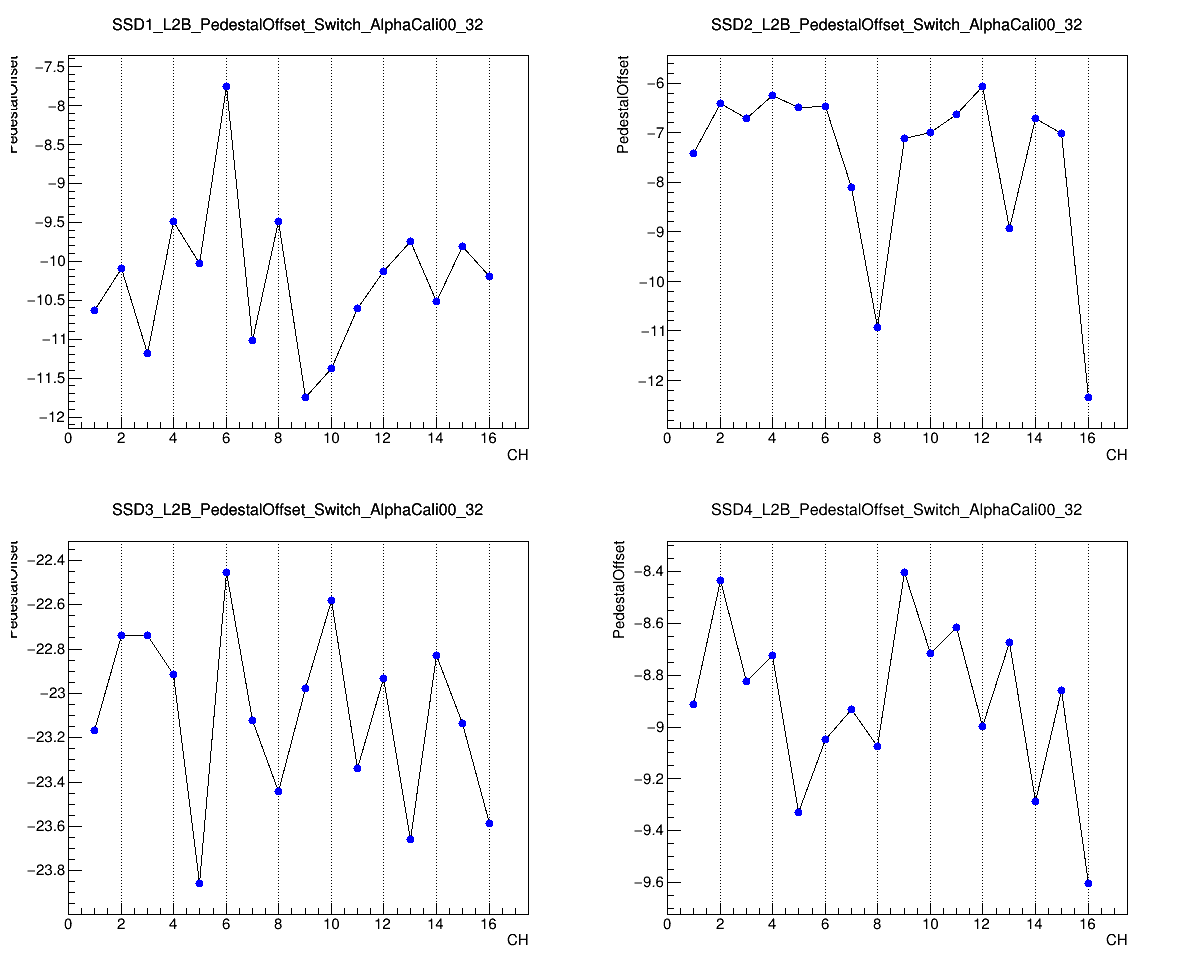 SSD1_L2B_PedestalOffset_Switch_AlphaCali00_32
PedestalOffset
−7.5
−8
−8.5
−9
−9.5
−10
−10.5
−11
−11.5
−12
0 2 4 6 8 10 12 14 16
CH
SSD2_L2B_PedestalOffset_Switch_AlphaCali00_32
PedestalOffset
−6
−7
−8
−9
−10
−11
−12
0 2 4 6 8 10 12 14 16
CH
SSD3_L2B_PedestalOffset_Switch_AlphaCali00_32
PedestalOffset
−22.4
−22.6
−22.8
−23
−23.2
−23.4
−23.6
−23.8
0 2 4 6 8 10 12 14 16
CH
SSD4_L2B_PedestalOffset_Switch_AlphaCali00_32
PedestalOffset
−8.4
−8.6
−8.8
−9
−9.2
−9.4
−9.6
0 2 4 6 8 10 12 14 16
CH